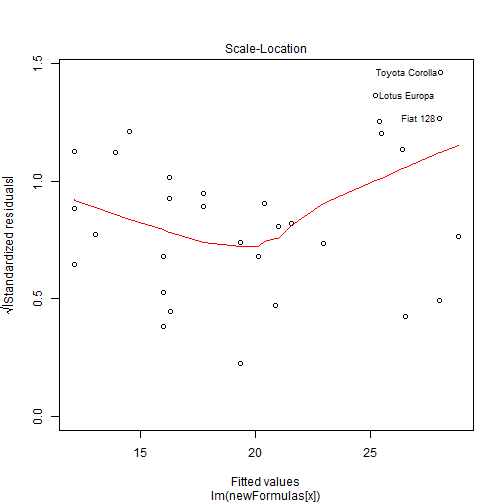 Scale-Location
√|Standardized residuals|
1.5
1.0
0.5
0.0
Toyota Corolla
Lotus Europa
Fiat 128
15
20
25
Fitted values
lm(newFormulas[x])